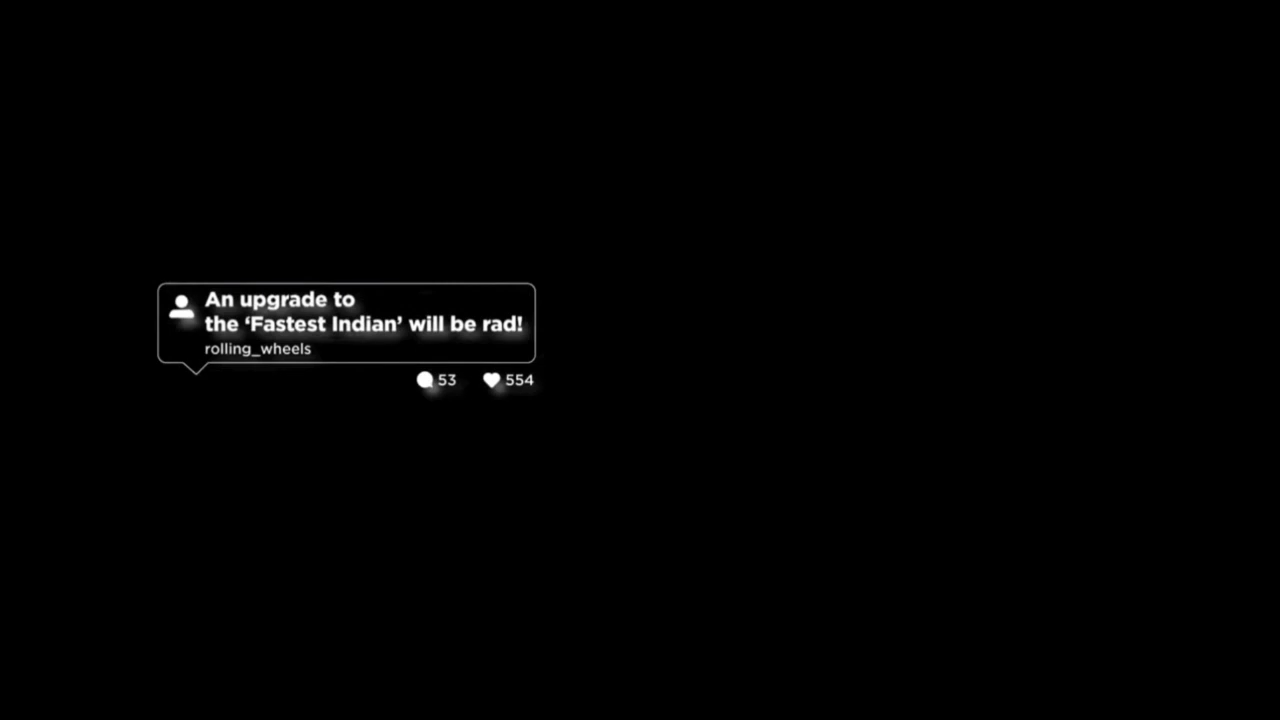 An upgrade to
the ‘Fastest Indian’ will be rad!
rolling_wheels
53 554